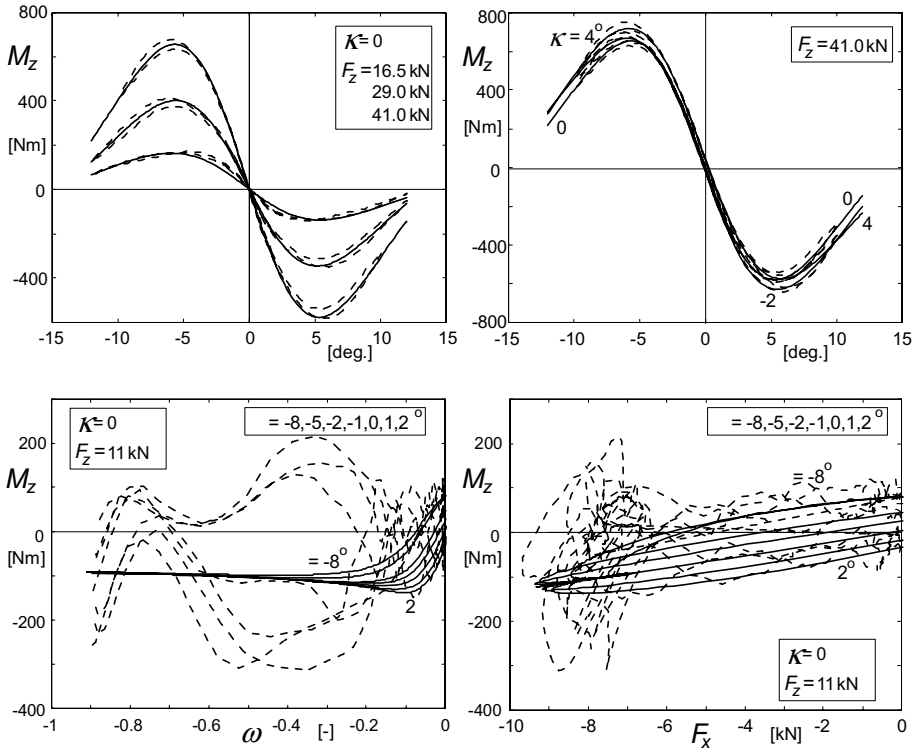 800
M_z
400
[Nm]
0
-400
K=0
F_z=16.5 kN
29.0 kN
41.0 kN
-15 -10 -5 0 5 10 15
[deg.]
800
M_z
400
[Nm]
0
-400
-800
K=4°
F_z=41.0 kN
0
0
4
-2
-15 -10 -5 0 5 10 15
[deg.]
200
M_z
0
[Nm]
-100
-200
-400
K=0
F_z=11 kN
= -8,-5,-2,-1,0,1,2°
=-8°
2
-1 -0.8 -0.6 -0.4 -0.2 0
ω [-]
200
M_z
0
[Nm]
-100
-200
-400
= -8,-5,-2,-1,0,1,2°
= -8°
2°
K=0
F_z=11 kN
-10 -8 -6 -4 -2 0
F_x [kN]